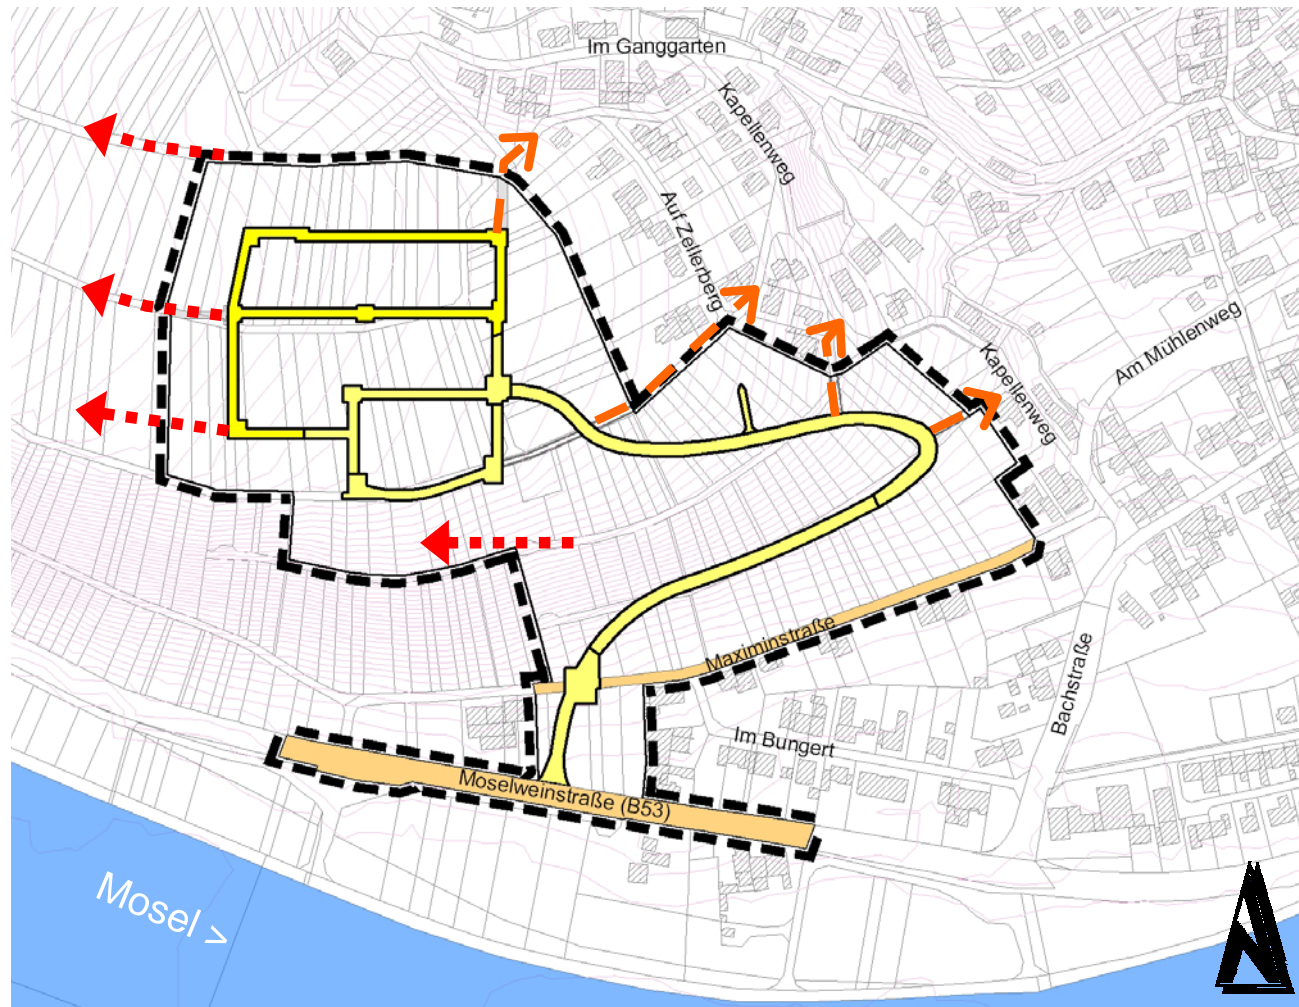 Im Ganggarten
Kapellenweg
Auf Zellerberg
Am Mühlenweg
Kapellenweg
Maximinstraße
Bachstraße
Im Bungert
Moselweinstraße (B53)
Mosel >
N